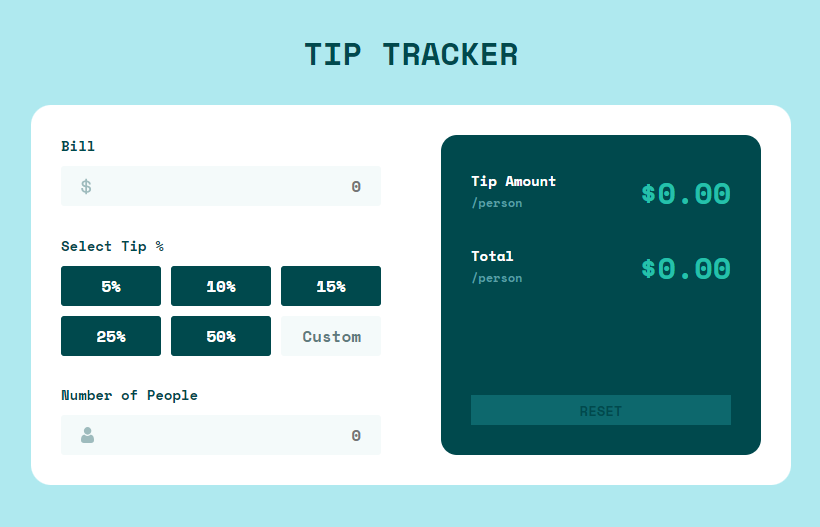 TIP TRACKER
Bill
$ 0
Select Tip %
5% 10% 15%
25% 50% Custom
Number of People
0
Tip Amount
/person
$0.00
Total
/person
$0.00
RESET